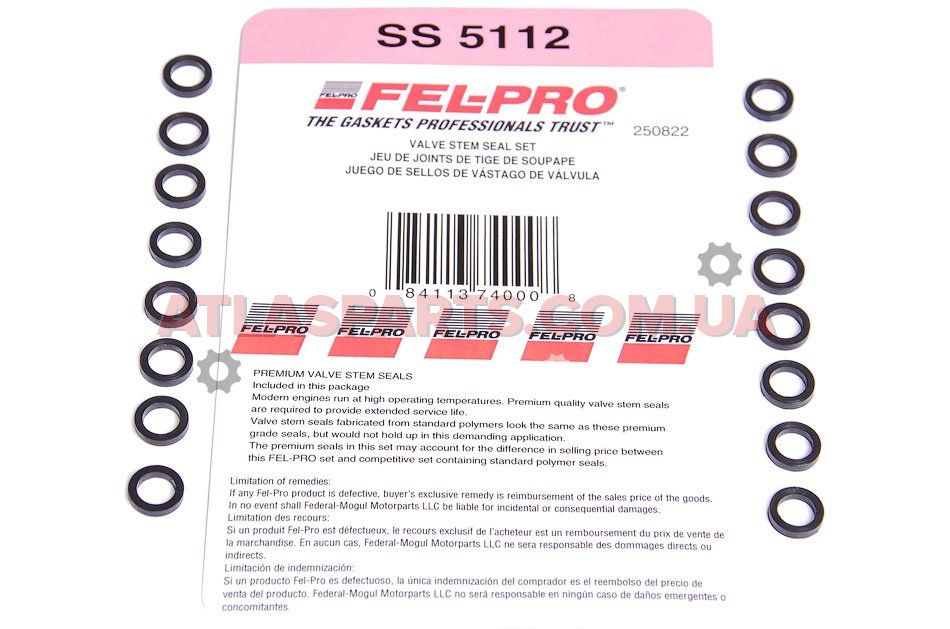 SS 5112
FEL-PRO FEL-PRO®
THE GASKETS PROFESSIONALS TRUST™
250822
VALVE STEM SEAL SET
JEU DE JOINTS DE TIGE DE SOUPAPE
JUEGO DE SELLOS DE VÁSTAGO DE VÁLVULA
0 84113 74000 8
ATLASPARTS.COM.UA
FEL-PRO FEL-PRO FEL-PRO FEL-PRO FEL-PRO
PREMIUM VALVE STEM SEALS
Included in this package
Modern engines run at high operating temperatures. Premium quality valve stem seals
are required to provide extended service life.
Valve stem seals fabricated from standard polymers look the same as these premium
grade seals, but would not hold up in this demanding application.
The premium seals in this set may account for the difference in selling price between
this FEL-PRO set and competitive set containing standard polymer seals.
Limitation of remedies:
If any Fel-Pro product is defective, buyer's exclusive remedy is reimbursement of the sales price of the goods.
In no event shall Federal-Mogul Motorparts LLC be liable for incidental or consequential damages.
Limitation des recours:
Si un produit Fel-Pro est défectueux, le recours exclusif de l'acheteur est un remboursement du prix de vente de
la marchandise. En aucun cas, Federal-Mogul Motorparts LLC ne sera responsable des dommages directs ou
indirects.
Limitación de indemnización:
Si un producto Fel-Pro es defectuoso, la única indemnización del comprador es el reembolso del precio de
venta del producto. Federal-Mogul Motorparts LLC no será responsable en ningún caso de daños emergentes o
concomitantes.